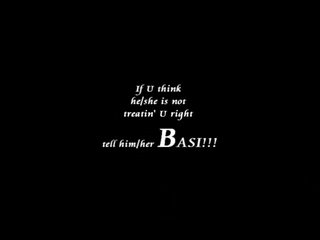 If U think
he/she is not
treatin' U right
tell him/her BASI!!!